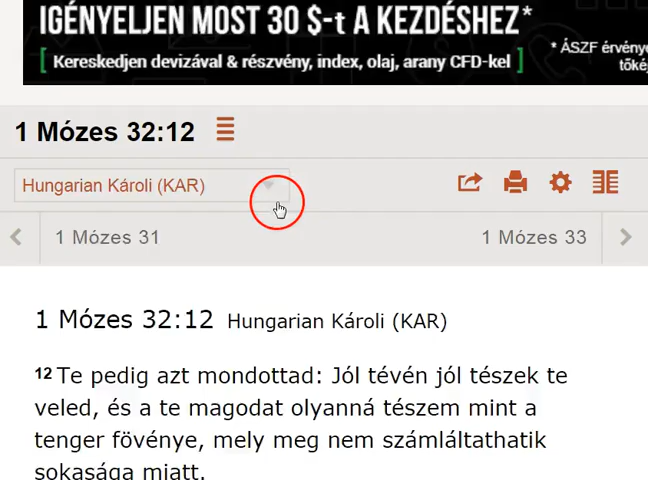 IGÉNYELJEN MOST 30 $-t A KEZDÉSHEZ*
[ Kereskedjen devizával & részvény, index, olaj, arany CFD-kel ]
* ÁSZF érvénye
tőké
1 Mózes 32:12
Hungarian Károli (KAR)
1 Mózes 31
1 Mózes 33
1 Mózes 32:12 Hungarian Károli (KAR)
12 Te pedig azt mondottad: Jól tévén jól tészek te
veled, és a te magodat olyanná tészem mint a
tenger fövénye, mely meg nem számláltathatik
sokasága miatt.